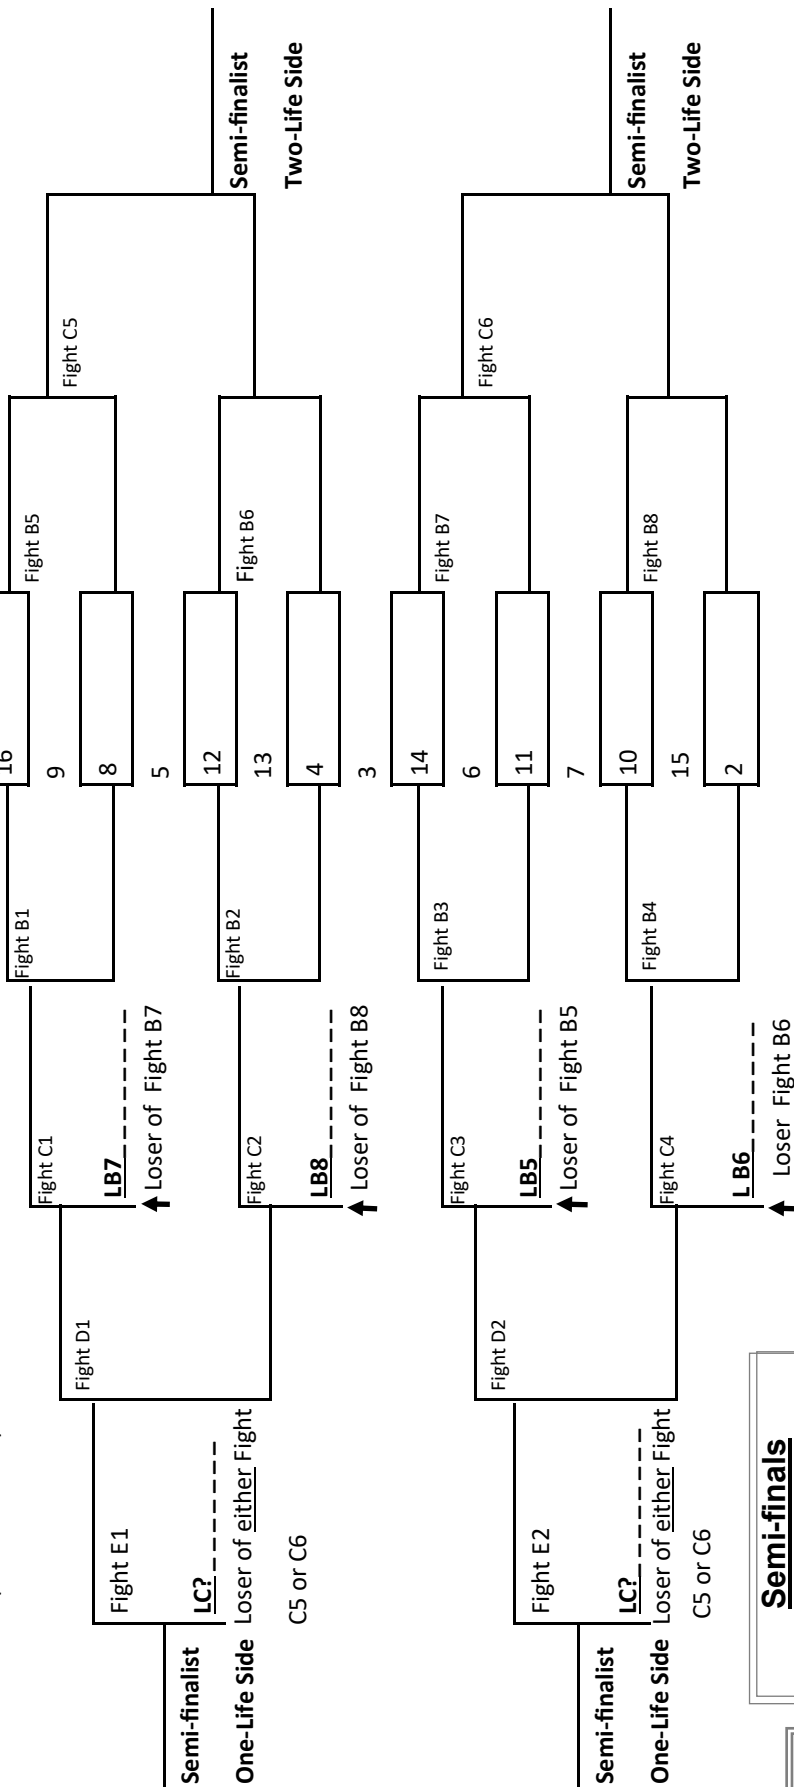 16
Fight B1
Fight B5
Fight C1
9
Fight C5
Fight D1
8
LB7
Fight E1
Loser of Fight B7
5
Semi-finalist
LC?
12
Fight B2
Semi-finalist
One-Life Side
Loser of either Fight
Fight B6
Fight C2
13
Two-Life Side
C5 or C6
4
LB8
Loser of Fight B8
3
14
Fight B3
Fight B7
Fight C3
6
Fight C6
Fight D2
11
LB5
Fight E2
Loser of Fight B5
7
Semi-finalist
LC?
10
Semi-finalist
Fight B4
Fight B8
One-Life Side
Loser of either Fight
Fight C4
15
Two-Life Side
C5 or C6
2
L B6
Semi-finals
Loser Fight B6